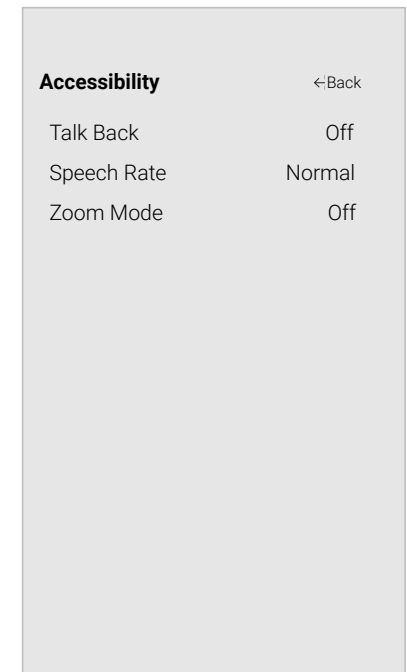 Accessibility ←Back
Talk Back Off
Speech Rate Normal
Zoom Mode Off